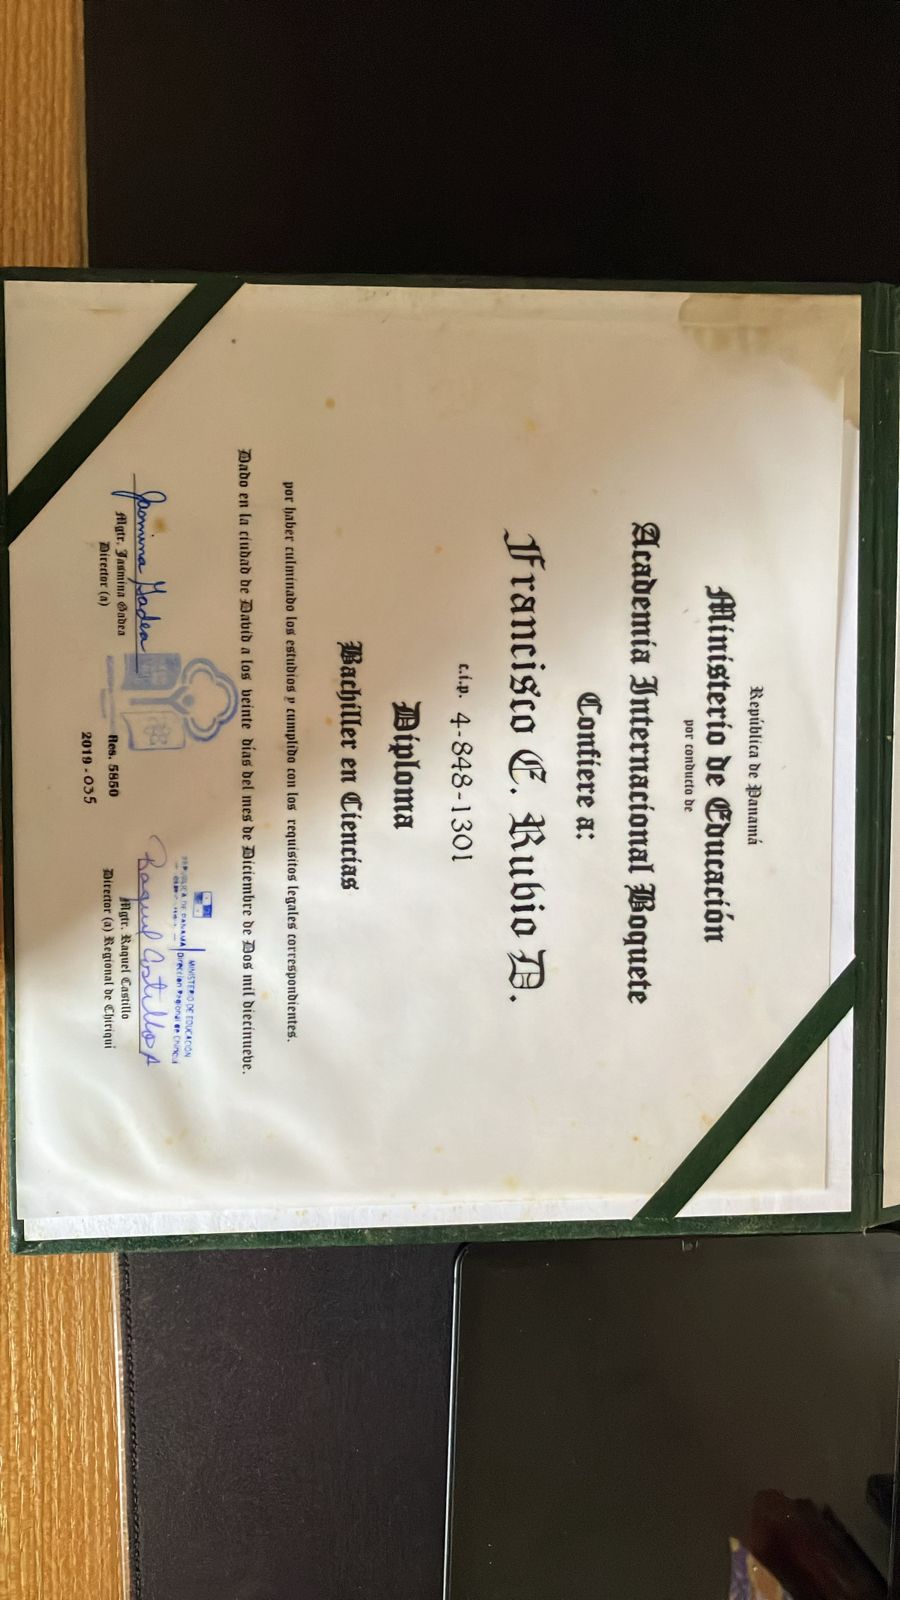 República de Panamá
por conducto de
Ministerio de Educación
Academia Internacional Boquete
Confiere a:
Francisco E. Rubio D.
c.i.p. 4-848-1301
Diploma
Bachiller en Ciencias
por haber culminado los estudios y cumplido con los requisitos legales correspondientes.
Dado en la ciudad de David a los veinte días del mes de Diciembre de Dos mil diecinueve.
Jasmina Gadea
Mgtr. Jasmina Gadea
Director (a)
Res. 5850
2019-035
REPÚBLICA DE PANAMÁ
MINISTERIO DE EDUCACIÓN
Dirección Regional de Chiriquí
Raquel Castillo A
Mgtr. Raquel Castillo
Director (a) Regional de Chiriquí